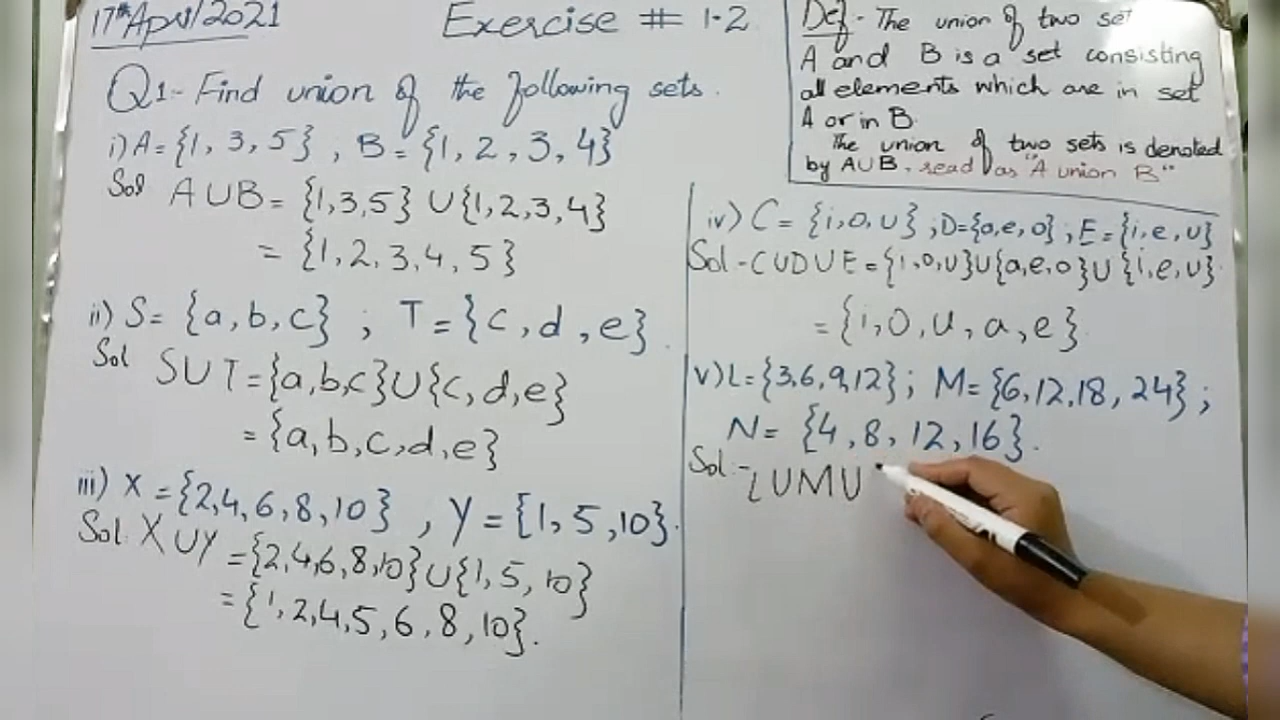 17th April/2021
Exercise # 1.2
Q1:- Find union of the following sets.
i) A = {1, 3, 5} , B = {1, 2, 3, 4}
Sol A∪B = {1,3,5} ∪ {1,2,3,4}
= {1,2,3,4,5}
ii) S = {a,b,c} ; T = {c,d,e}.
Sol S∪T = {a,b,c}∪{c,d,e}
= {a,b,c,d,e}
iii) X = {2,4,6,8,10} , Y = {1,5,10}.
Sol: X∪Y = {2,4,6,8,10}∪{1,5,10}
= {1,2,4,5,6,8,10}.
Def:- The union of two set
A and B is a set consisting
all elements which are in set
A or in B.
The union of two sets is denoted
by A∪B. read as "A union B"
iv) C = {i,o,u} ; D={a,e,o} ; E={i,e,u}
Sol:- C∪D∪E = {i,o,u}∪{a,e,o}∪{i,e,u}.
= {i,o,u,a,e}.
v) L={3,6,9,12} ; M={6,12,18,24} ;
N = {4,8,12,16}.
Sol:- L∪M∪